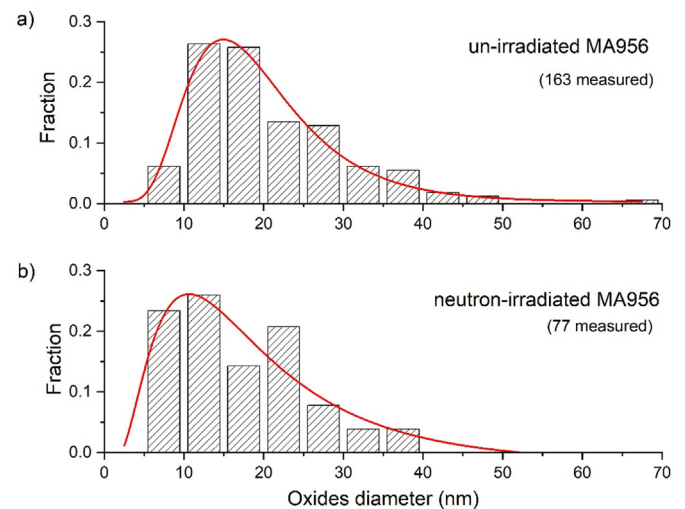 a)
0.3
0.2
0.1
0.0
Fraction
un-irradiated MA956
(163 measured)
0 10 20 30 40 50 60 70
b)
0.3
0.2
0.1
0.0
Fraction
neutron-irradiated MA956
(77 measured)
0 10 20 30 40 50 60 70
Oxides diameter (nm)